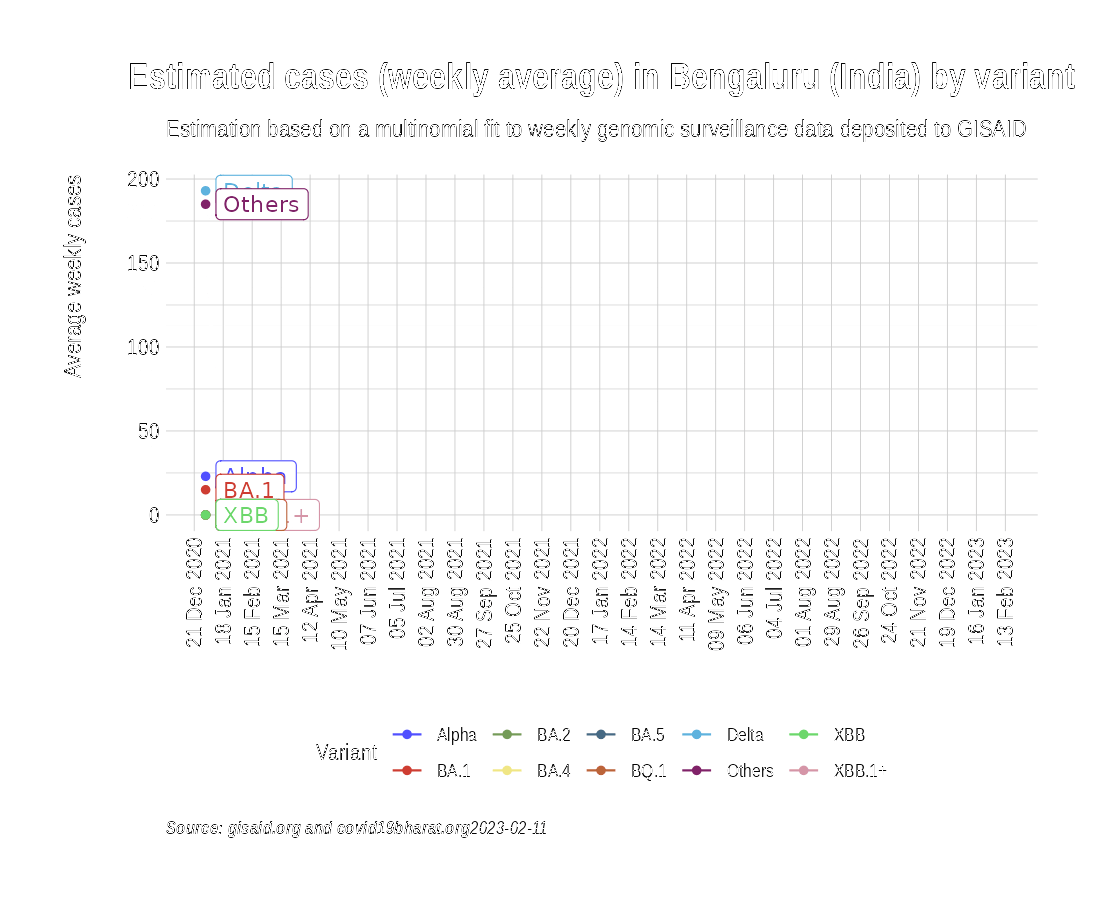 Estimated cases (weekly average) in Bengaluru (India) by variant
Estimation based on a multinomial fit to weekly genomic surveillance data deposited to GISAID
Average weekly cases
200
150
100
50
0
Delta
Others
Alpha
BA.1
XBB
1+
21 Dec 2020
18 Jan 2021
15 Feb 2021
15 Mar 2021
12 Apr 2021
10 May 2021
07 Jun 2021
05 Jul 2021
02 Aug 2021
30 Aug 2021
27 Sep 2021
25 Oct 2021
22 Nov 2021
20 Dec 2021
17 Jan 2022
14 Feb 2022
14 Mar 2022
11 Apr 2022
09 May 2022
06 Jun 2022
04 Jul 2022
01 Aug 2022
29 Aug 2022
26 Sep 2022
24 Oct 2022
21 Nov 2022
19 Dec 2022
16 Jan 2023
13 Feb 2023
Variant
Alpha BA.2 BA.5 Delta XBB
BA.1 BA.4 BQ.1 Others XBB.1+
Source: gisaid.org and covid19bharat.org2023-02-11